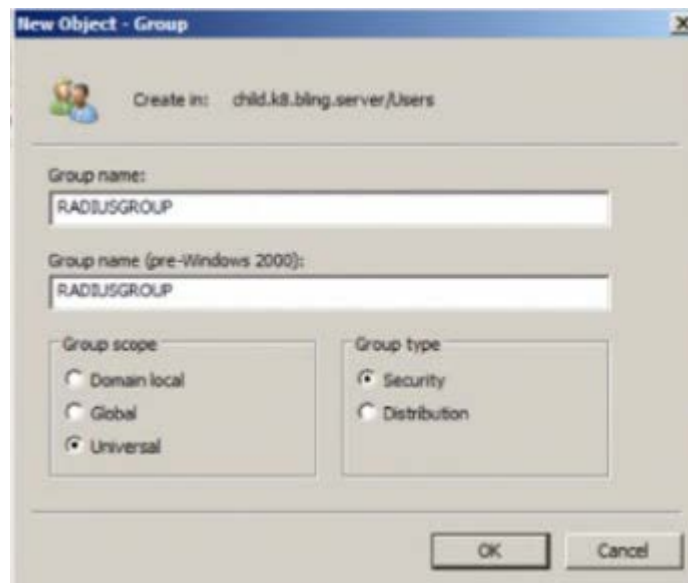 New Object - Group
Create in: child.k8.bling.server/Users
Group name:
RADIUSGROUP
Group name (pre-Windows 2000):
RADIUSGROUP
Group scope
Group type
Domain local
Security
Global
Distribution
Universal
OK
Cancel